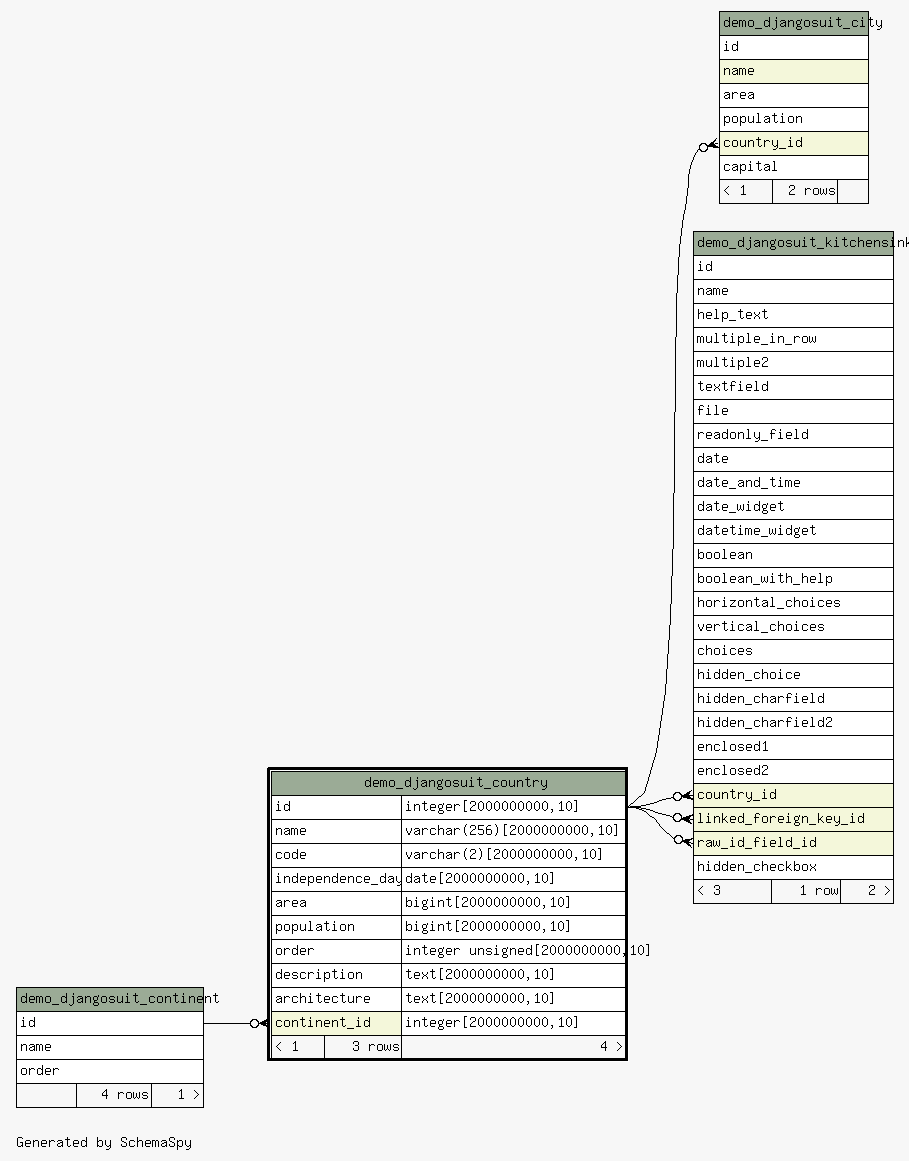 demo_djangosuit_city
id
name
area
population
country_id
capital
< 1 2 rows
demo_djangosuit_kitchensink
id
name
help_text
multiple_in_row
multiple2
textfield
file
readonly_field
date
date_and_time
date_widget
datetime_widget
boolean
boolean_with_help
horizontal_choices
vertical_choices
choices
hidden_choice
hidden_charfield
hidden_charfield2
enclosed1
enclosed2
country_id
linked_foreign_key_id
raw_id_field_id
hidden_checkbox
< 3 1 row 2 >
demo_djangosuit_country
id integer[2000000000,10]
name varchar(256)[2000000000,10]
code varchar(2)[2000000000,10]
independence_day date[2000000000,10]
area bigint[2000000000,10]
population bigint[2000000000,10]
order integer unsigned[2000000000,10]
description text[2000000000,10]
architecture text[2000000000,10]
continent_id integer[2000000000,10]
< 1 3 rows 4 >
demo_djangosuit_continent
id
name
order
4 rows 1 >
Generated by SchemaSpy